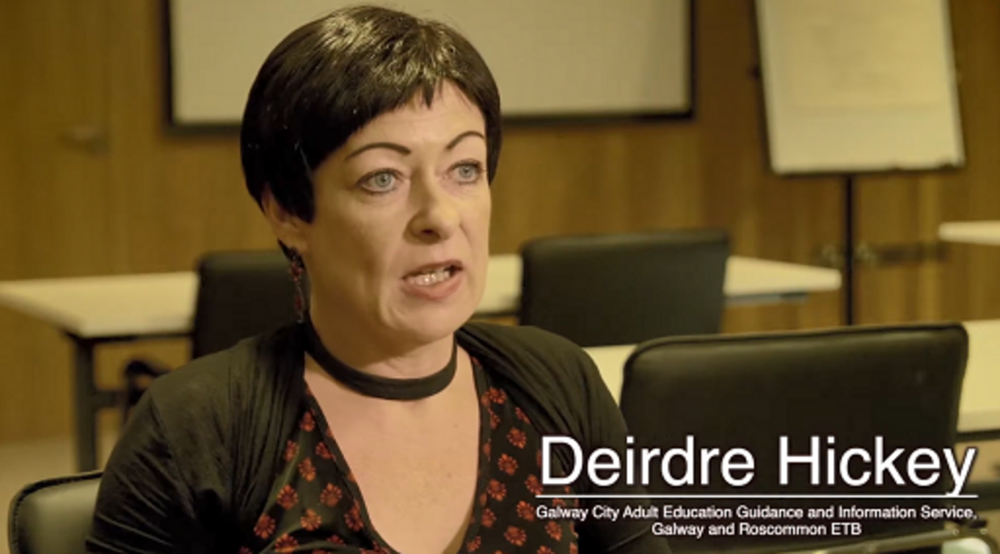 Deirdre Hickey
Galway City Adult Education Guidance and Information Service,
Galway and Roscommon ETB